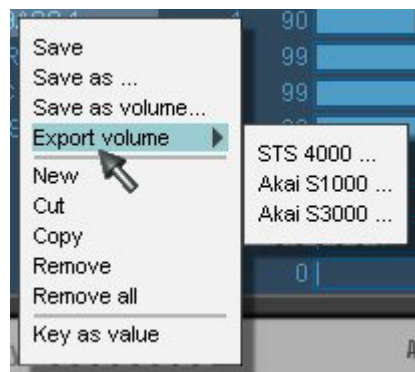 90
99
99
0
Save
Save as ...
Save as volume...
Export volume
New
Cut
Copy
Remove
Remove all
Key as value
STS 4000 ...
Akai S1000 ...
Akai S3000 ...